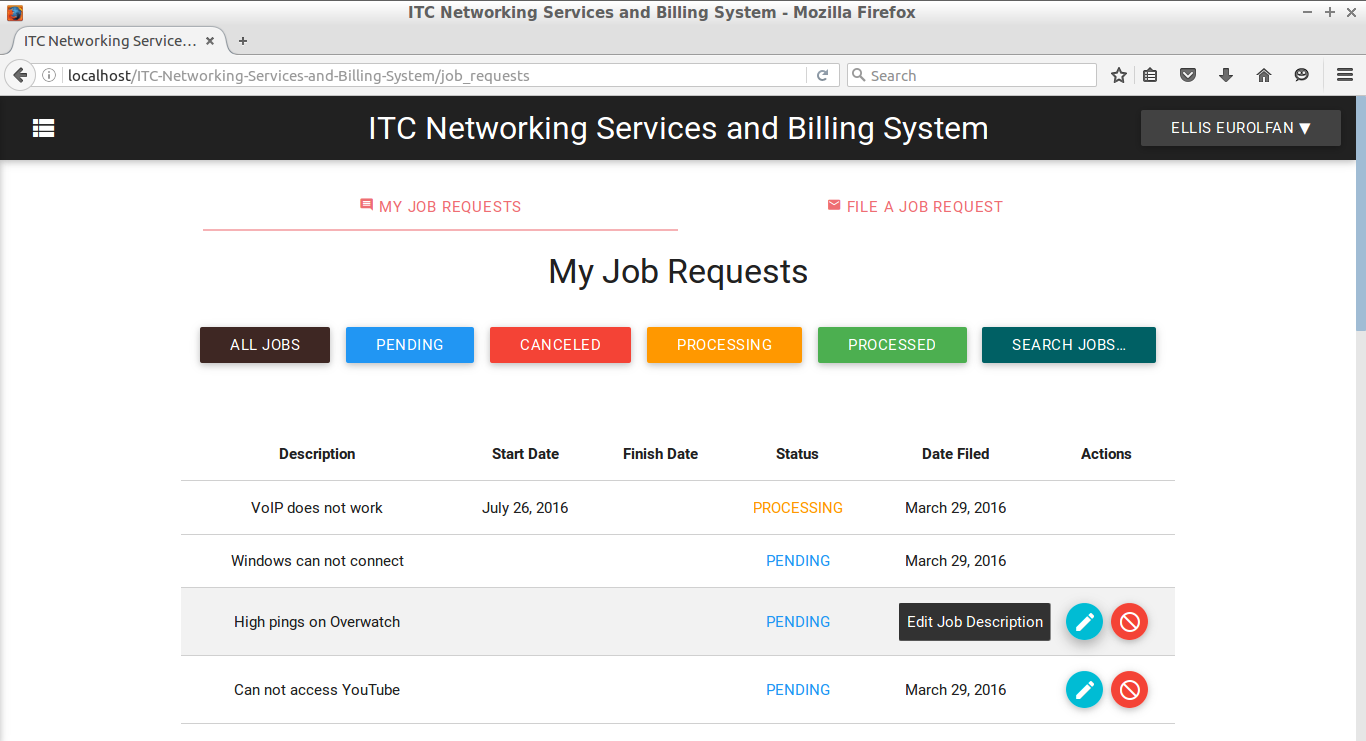 ITC Networking Services and Billing System - Mozilla Firefox
ITC Networking Service...
localhost/ITC-Networking-Services-and-Billing-System/job_requests
Search
ITC Networking Services and Billing System
ELLIS EUROLFAN ▼
MY JOB REQUESTS
FILE A JOB REQUEST
My Job Requests
ALL JOBS PENDING CANCELED PROCESSING PROCESSED SEARCH JOBS...
Description Start Date Finish Date Status Date Filed Actions
VoIP does not work July 26, 2016 PROCESSING March 29, 2016
Windows can not connect PENDING March 29, 2016
High pings on Overwatch PENDING Edit Job Description
Can not access YouTube PENDING March 29, 2016